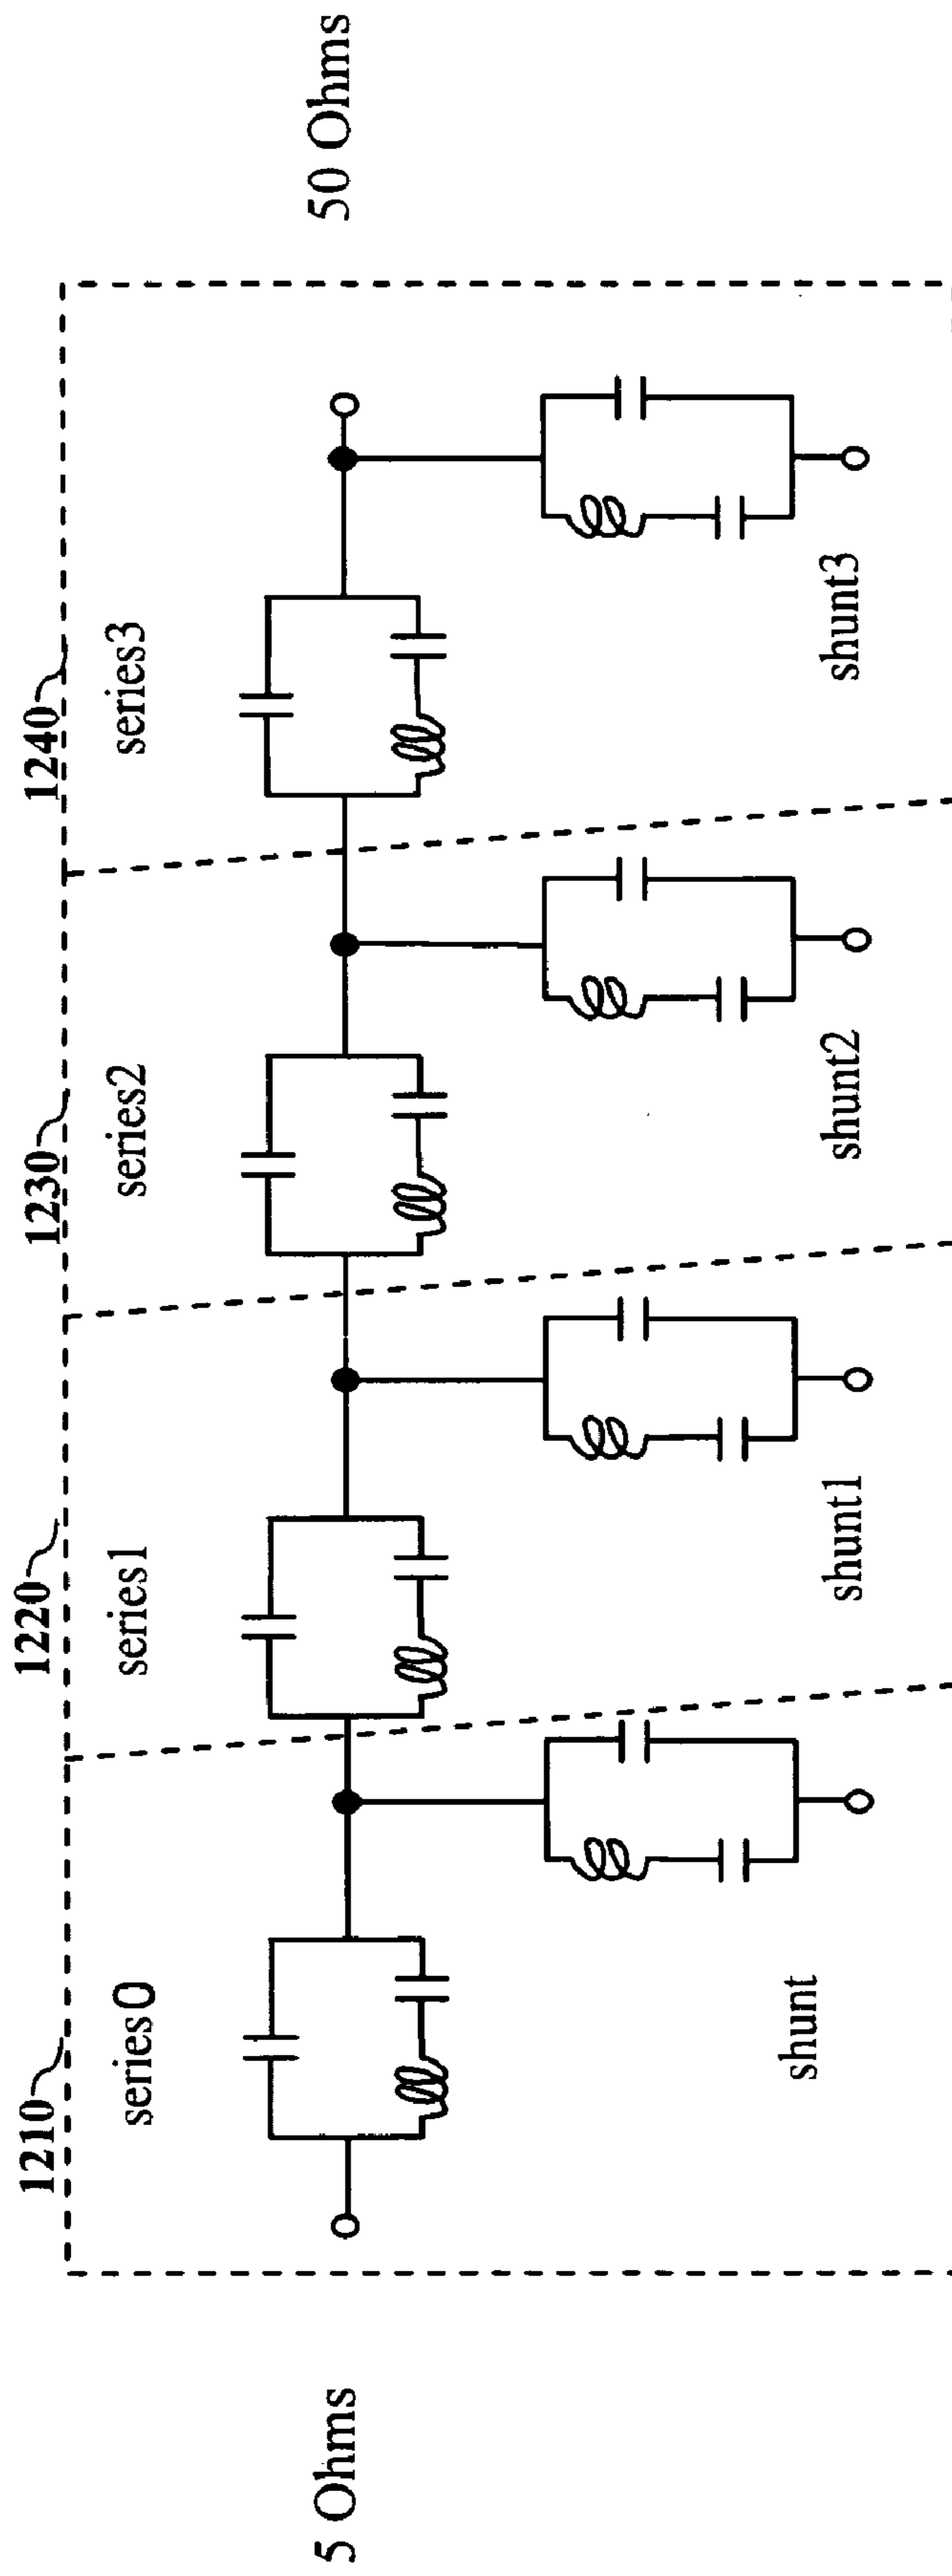 1210
1220
1230
1240
series0
series1
series2
series3
5 Ohms
50 Ohms
shunt
shunt1
shunt2
shunt3